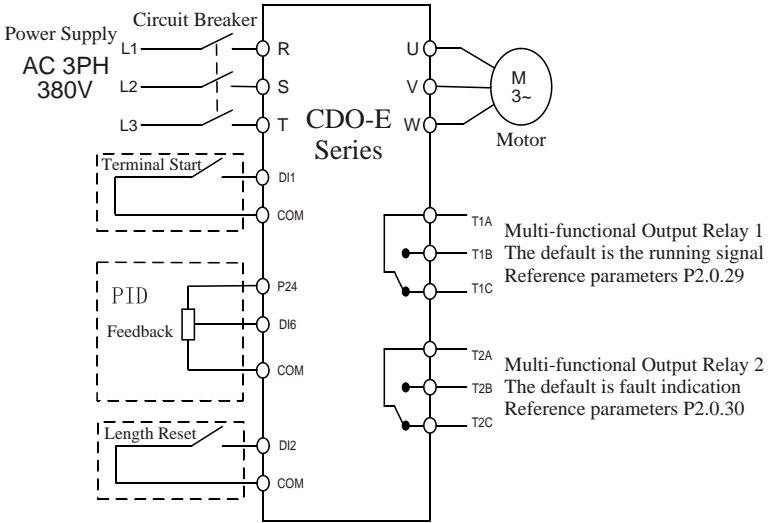 Power Supply
Circuit Breaker
AC 3PH
380V
L1
L2
L3
R
S
T
CDO-E
Series
U
V
W
M
3~
Motor
Terminal Start
DI1
COM
PID
Feedback
P24
DI6
COM
Length Reset
DI2
COM
T1A
T1B
T1C
Multi-functional Output Relay 1
The default is the running signal
Reference parameters P2.0.29
T2A
T2B
T2C
Multi-functional Output Relay 2
The default is fault indication
Reference parameters P2.0.30